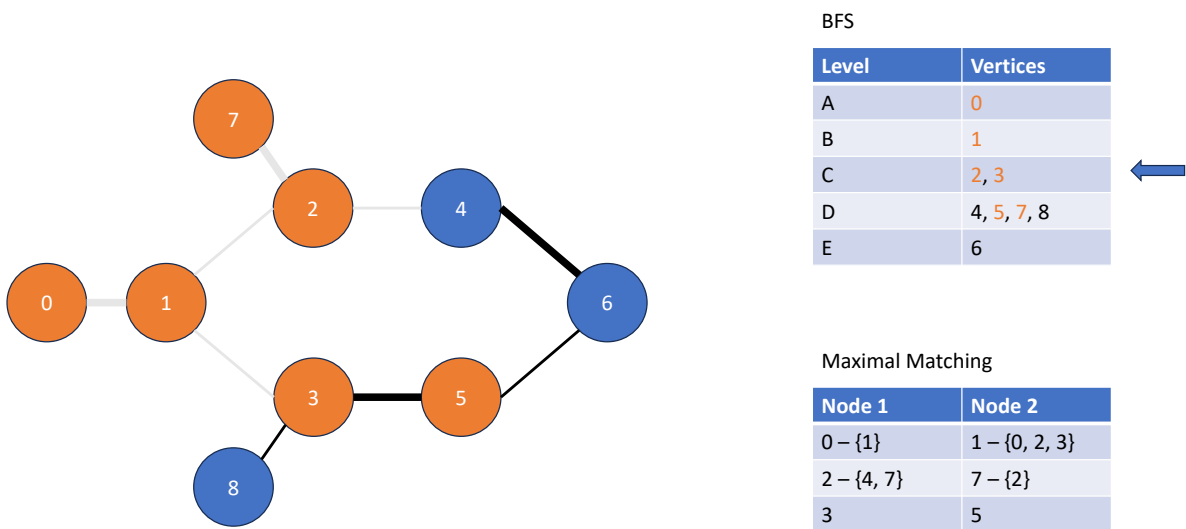 BFS
Level Vertices
A 0
B 1
C 2, 3
D 4, 5, 7, 8
E 6
7
2
4
0
1
6
3
5
8
Maximal Matching
Node 1 Node 2
0 – {1} 1 – {0, 2, 3}
2 – {4, 7} 7 – {2}
3 5